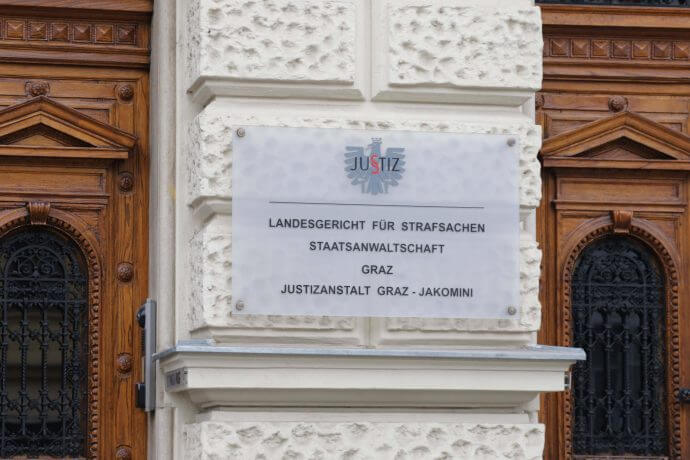 JUSTIZ
LANDESGERICHT FÜR STRAFSACHEN
STAATSANWALTSCHAFT
GRAZ
JUSTIZANSTALT GRAZ - JAKOMINI